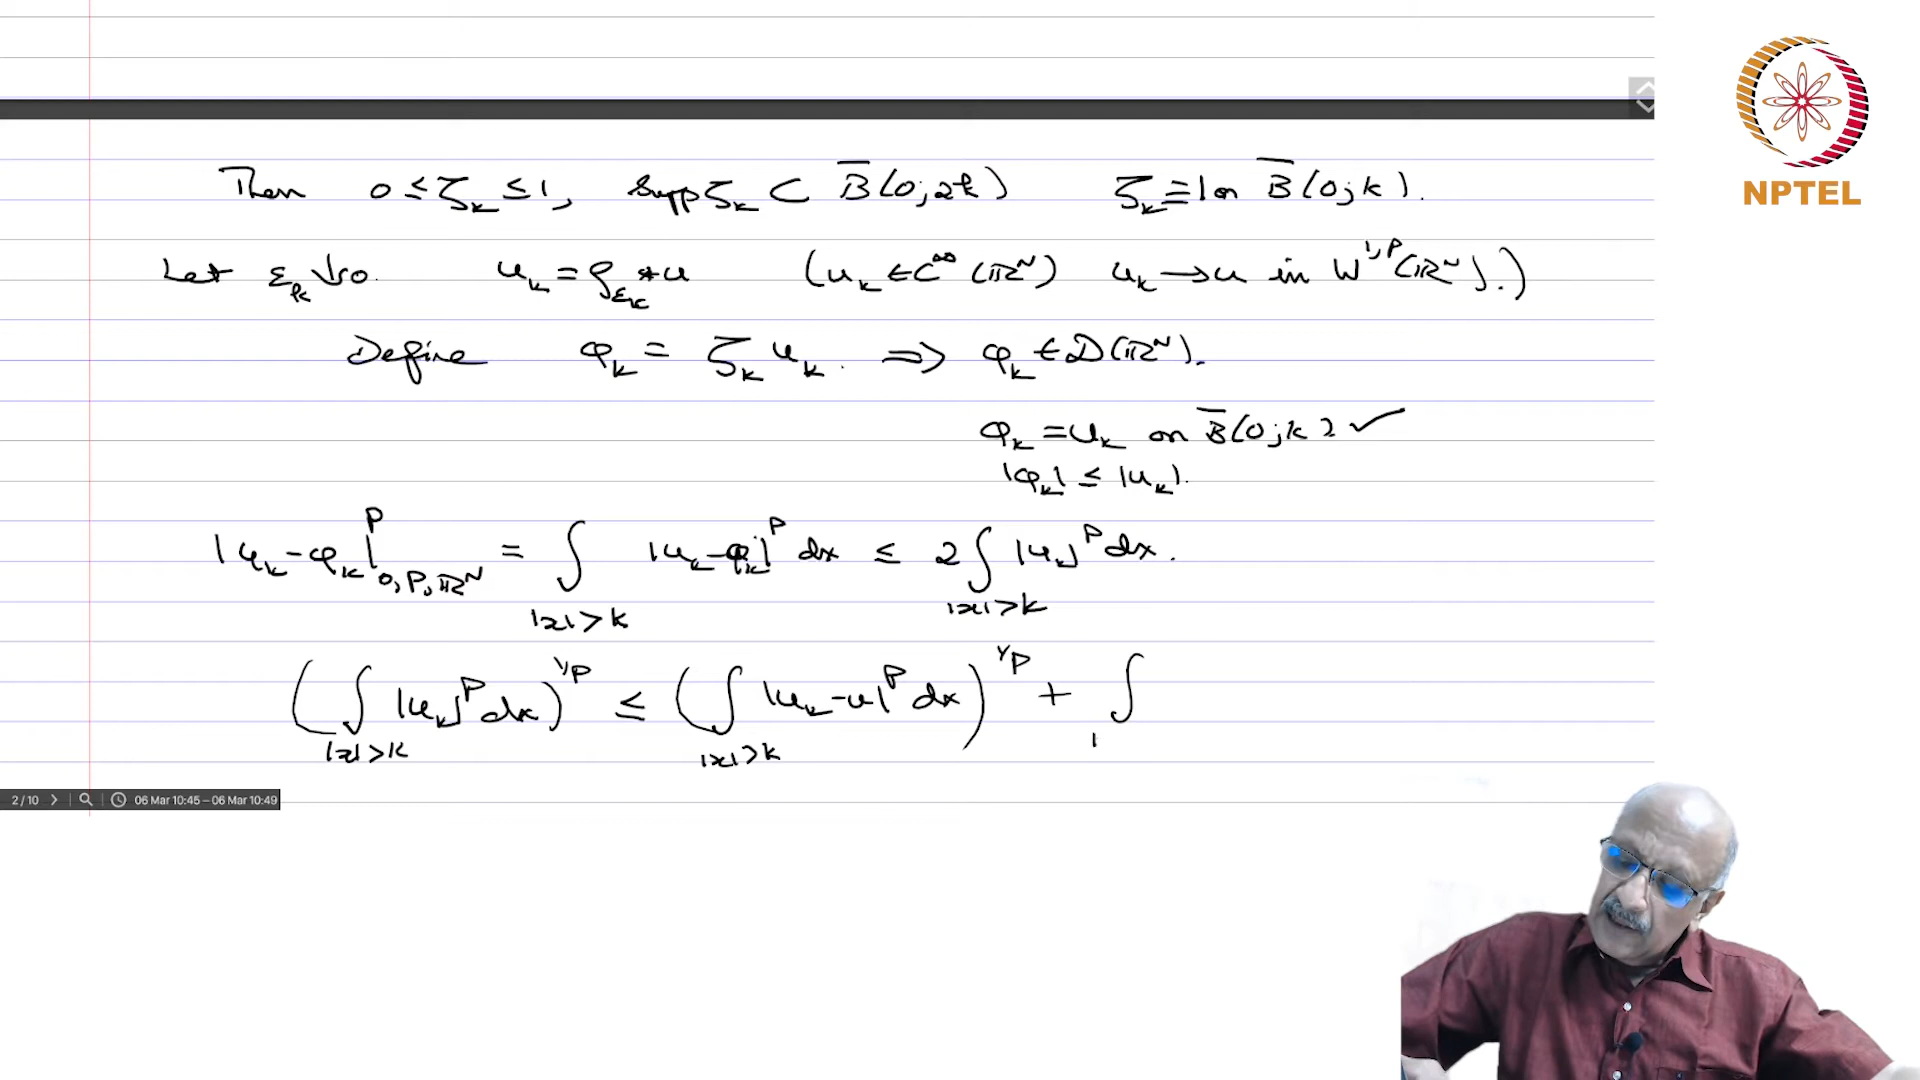 Then 0 ≤ ζ_k ≤ 1, supp ζ_k ⊂ B̅(0;2k) ζ_k ≡ 1 on B̅(0;k).
NPTEL
Let ε_k ↓ 0. u_k = ρ_{ε_k} * u (u_k ∈ C^∞(ℝ^N) u_k → u in W^{1,p}(ℝ^N).)
Define φ_k = ζ_k u_k. ⟹ φ_k ∈ 𝒟(ℝ^N).
φ_k = u_k on B̅(0;k) ✓
|φ_k| ≤ |u_k|.
|u_k - φ_k|^p_{0,p,ℝ^N} = ∫_{|x|>k} |u_k - φ_k|^p dx ≤ 2 ∫_{|x|>k} |u_k|^p dx.
(∫_{|x|>k} |u_k|^p dx)^{1/p} ≤ (∫_{|x|>k} |u_k - u|^p dx)^{1/p} + ∫_|
2 / 10 06 Mar 10:45 – 06 Mar 10:49